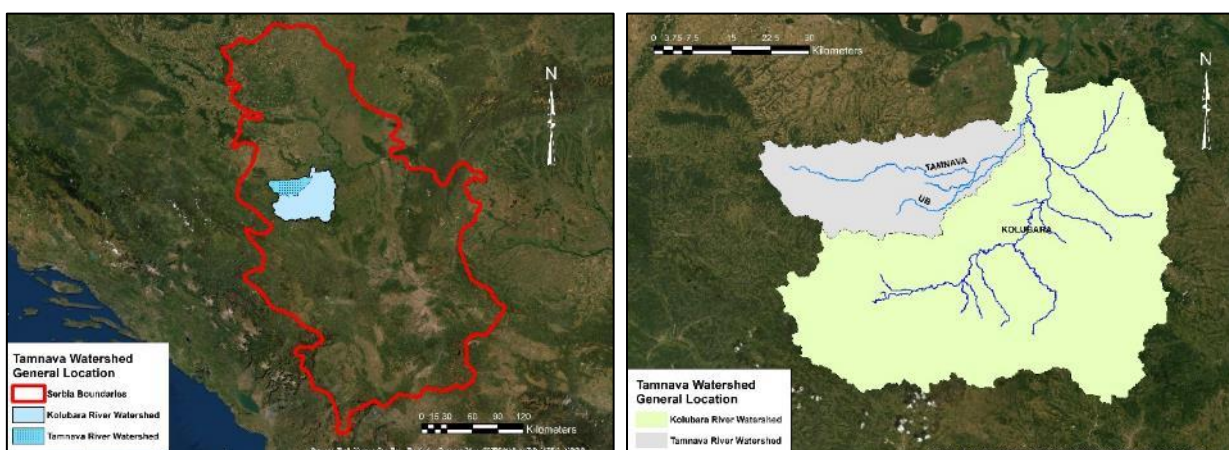 N
Tamnava Watershed
General Location
Serbia Boundaries
Kolubara River Watershed
Tamnava River Watershed
0 15 30 60 90 120
Kilometers
0 3.75 7.5 15 22.5 30
Kilometers
N
TAMNAVA
UB
KOLUBARA
Tamnava Watershed
General Location
Kolubara River Watershed
Tamnava River Watershed